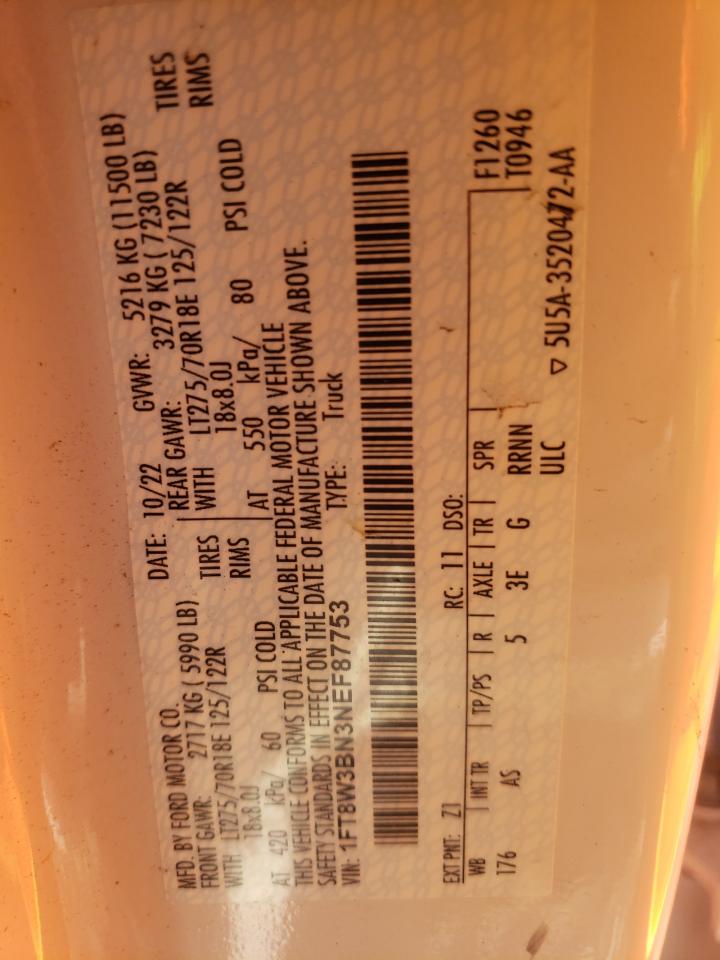 MFD. BY FORD MOTOR CO.
DATE: 10/22 GVWR: 5216 KG (11500 LB)
FRONT GAWR: 2717 KG ( 5990 LB) REAR GAWR: 3279 KG ( 7230 LB)
WITH LT275/70R18E 125/122R TIRES WITH LT275/70R18E 125/122R TIRES
18x8.0J RIMS 18x8.0J RIMS
AT 420 kPa/ 60 PSI COLD AT 550 kPa/ 80 PSI COLD
THIS VEHICLE CONFORMS TO ALL APPLICABLE FEDERAL MOTOR VEHICLE
SAFETY STANDARDS IN EFFECT ON THE DATE OF MANUFACTURE SHOWN ABOVE.
VIN: 1FT8W3BN3NEF87753 TYPE: Truck
EXT PNT: Z1 RC: 11 DSO:
WB INT TR TP/PS R AXLE TR SPR F1260
176 AS 5 3E G RRNN T0946
ULC ▽ 5U5A-3520472-AA